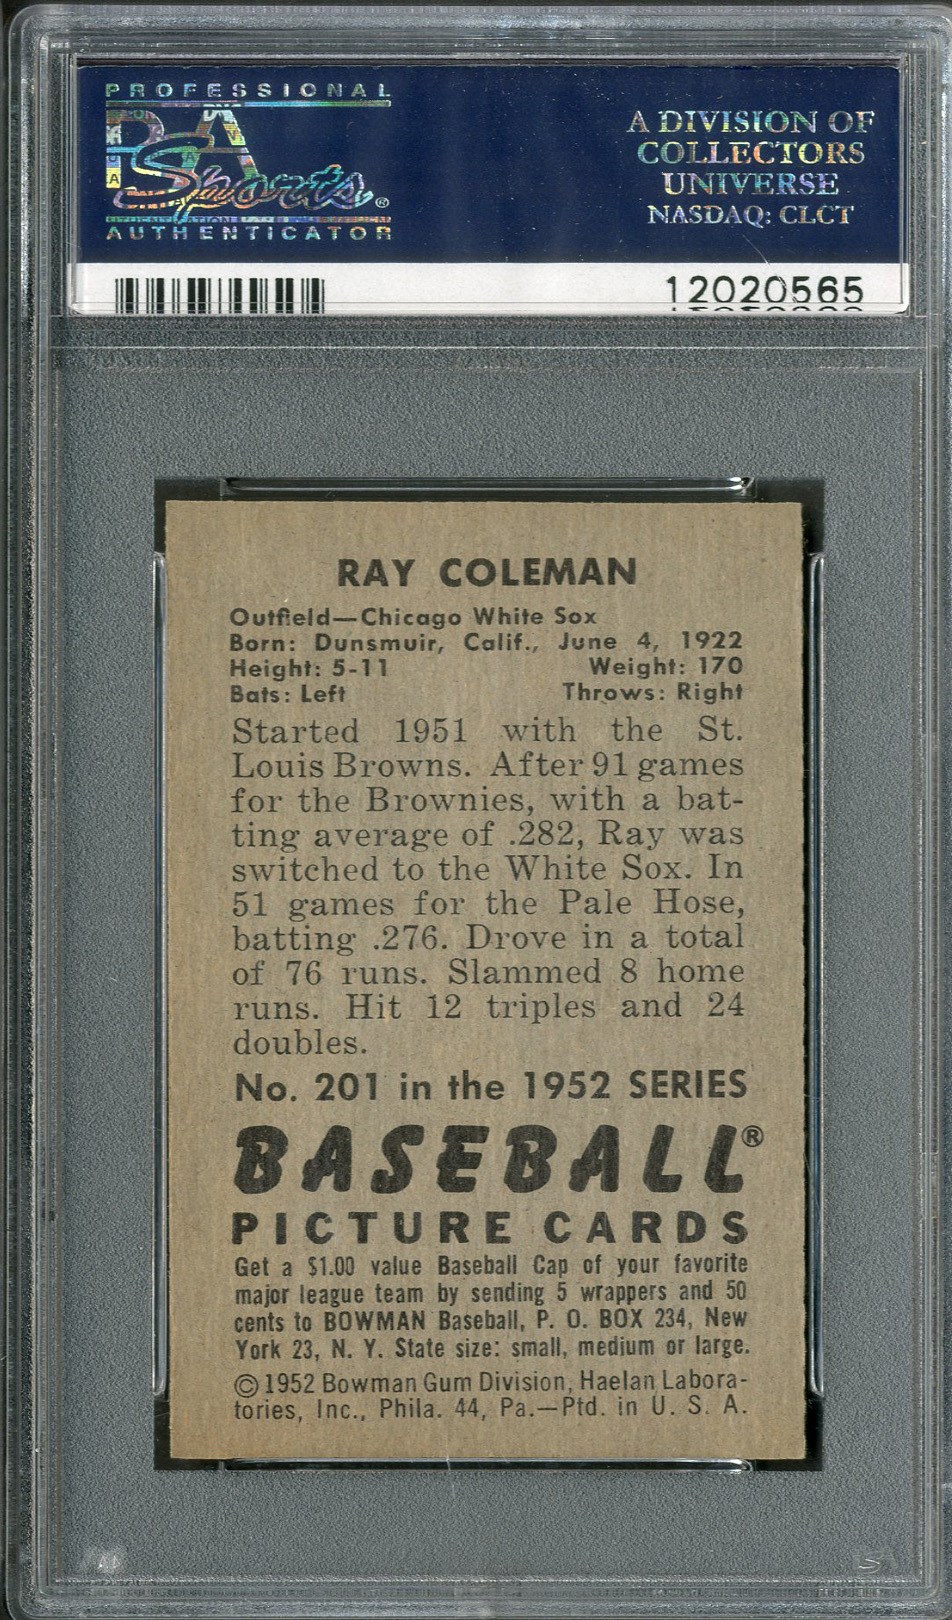 PROFESSIONAL
PSA
Sports®
AUTHENTICATOR
A DIVISION OF
COLLECTORS
UNIVERSE
NASDAQ: CLCT
12020565
RAY COLEMAN
Outfield—Chicago White Sox
Born: Dunsmuir, Calif., June 4, 1922
Height: 5-11 Weight: 170
Bats: Left Throws: Right
Started 1951 with the St.
Louis Browns. After 91 games
for the Brownies, with a bat-
ting average of .282, Ray was
switched to the White Sox. In
51 games for the Pale Hose,
batting .276. Drove in a total
of 76 runs. Slammed 8 home
runs. Hit 12 triples and 24
doubles.
No. 201 in the 1952 SERIES
BASEBALL®
PICTURE CARDS
Get a $1.00 value Baseball Cap of your favorite
major league team by sending 5 wrappers and 50
cents to BOWMAN Baseball, P. O. BOX 234, New
York 23, N. Y. State size: small, medium or large.
©1952 Bowman Gum Division, Haelan Labora-
tories, Inc., Phila. 44, Pa.—Ptd. in U. S. A.